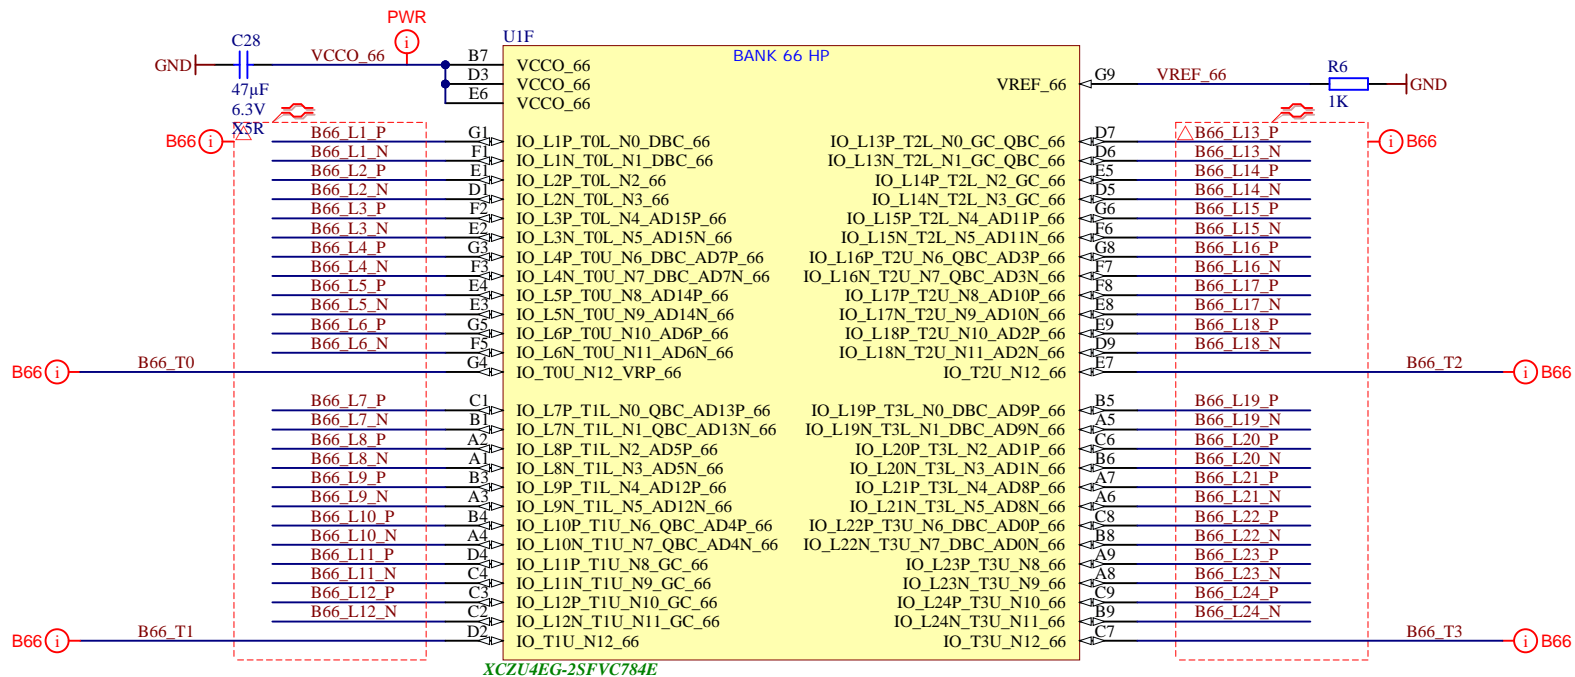 PWR
U1F
BANK 66 HP
C28
GND
VCCO_66
B7
VCCO_66
D3
VCCO_66
E6
VCCO_66
47µF
6.3V
X5R
VREF_66
G9
VREF_66
R6
1K
GND
B66
B66_L1_P G1 IO_L1P_T0L_N0_DBC_66
B66_L1_N F1 IO_L1N_T0L_N1_DBC_66
B66_L2_P E1 IO_L2P_T0L_N2_66
B66_L2_N D1 IO_L2N_T0L_N3_66
B66_L3_P F2 IO_L3P_T0L_N4_AD15P_66
B66_L3_N E2 IO_L3N_T0L_N5_AD15N_66
B66_L4_P G3 IO_L4P_T0U_N6_DBC_AD7P_66
B66_L4_N F3 IO_L4N_T0U_N7_DBC_AD7N_66
B66_L5_P E4 IO_L5P_T0U_N8_AD14P_66
B66_L5_N E3 IO_L5N_T0U_N9_AD14N_66
B66_L6_P G5 IO_L6P_T0U_N10_AD6P_66
B66_L6_N F5 IO_L6N_T0U_N11_AD6N_66
B66 i B66_T0 G4 IO_T0U_N12_VRP_66
B66_L7_P C1 IO_L7P_T1L_N0_QBC_AD13P_66
B66_L7_N B1 IO_L7N_T1L_N1_QBC_AD13N_66
B66_L8_P A2 IO_L8P_T1L_N2_AD5P_66
B66_L8_N A1 IO_L8N_T1L_N3_AD5N_66
B66_L9_P B3 IO_L9P_T1L_N4_AD12P_66
B66_L9_N A3 IO_L9N_T1L_N5_AD12N_66
B66_L10_P B4 IO_L10P_T1U_N6_QBC_AD4P_66
B66_L10_N A4 IO_L10N_T1U_N7_QBC_AD4N_66
B66_L11_P D4 IO_L11P_T1U_N8_GC_66
B66_L11_N C4 IO_L11N_T1U_N9_GC_66
B66_L12_P C3 IO_L12P_T1U_N10_GC_66
B66_L12_N C2 IO_L12N_T1U_N11_GC_66
B66 i B66_T1 D2 IO_T1U_N12_66
IO_L13P_T2L_N0_GC_QBC_66 D7 B66_L13_P i B66
IO_L13N_T2L_N1_GC_QBC_66 D6 B66_L13_N
IO_L14P_T2L_N2_GC_66 E5 B66_L14_P
IO_L14N_T2L_N3_GC_66 D5 B66_L14_N
IO_L15P_T2L_N4_AD11P_66 G6 B66_L15_P
IO_L15N_T2L_N5_AD11N_66 F6 B66_L15_N
IO_L16P_T2U_N6_QBC_AD3P_66 G8 B66_L16_P
IO_L16N_T2U_N7_QBC_AD3N_66 F7 B66_L16_N
IO_L17P_T2U_N8_AD10P_66 F8 B66_L17_P
IO_L17N_T2U_N9_AD10N_66 E8 B66_L17_N
IO_L18P_T2U_N10_AD2P_66 E9 B66_L18_P
IO_L18N_T2U_N11_AD2N_66 D9 B66_L18_N
IO_T2U_N12_66 E7 B66_T2 i B66
IO_L19P_T3L_N0_DBC_AD9P_66 B5 B66_L19_P
IO_L19N_T3L_N1_DBC_AD9N_66 A5 B66_L19_N
IO_L20P_T3L_N2_AD1P_66 C6 B66_L20_P
IO_L20N_T3L_N3_AD1N_66 B6 B66_L20_N
IO_L21P_T3L_N4_AD8P_66 A7 B66_L21_P
IO_L21N_T3L_N5_AD8N_66 A6 B66_L21_N
IO_L22P_T3U_N6_DBC_AD0P_66 C8 B66_L22_P
IO_L22N_T3U_N7_DBC_AD0N_66 B8 B66_L22_N
IO_L23P_T3U_N8_66 A9 B66_L23_P
IO_L23N_T3U_N9_66 A8 B66_L23_N
IO_L24P_T3U_N10_66 C9 B66_L24_P
IO_L24N_T3U_N11_66 B9 B66_L24_N
IO_T3U_N12_66 C7 B66_T3 i B66
XCZU4EG-2SFVC784E